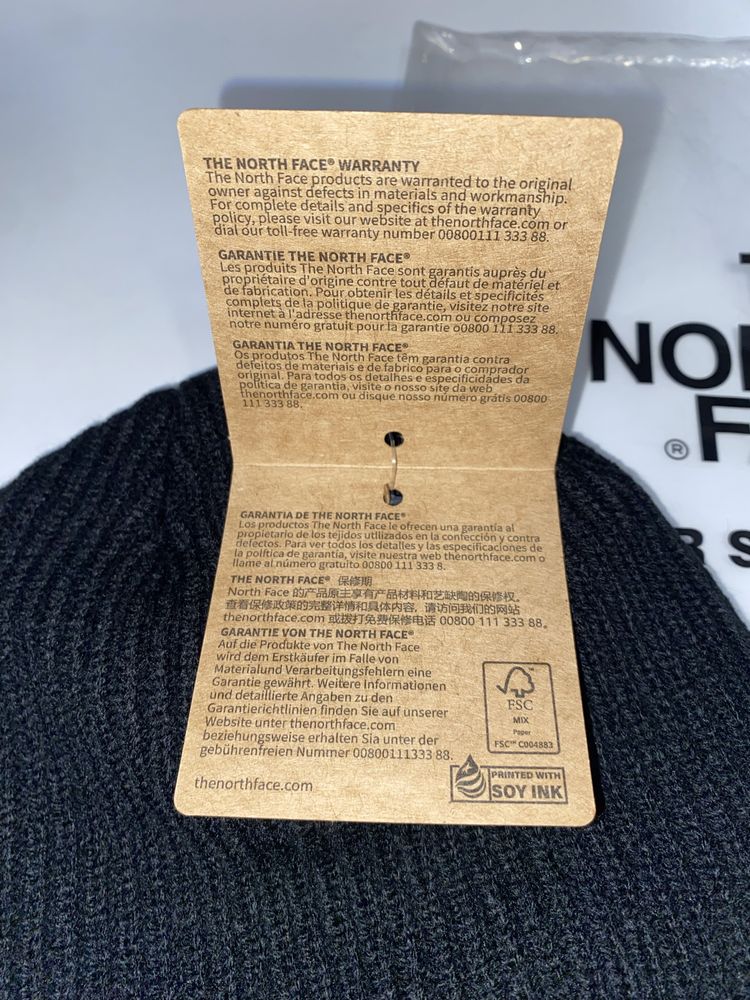 THE NORTH FACE® WARRANTY
The North Face products are warranted to the original
owner against defects in materials and workmanship.
For complete details and specifics of the warranty
policy, please visit our website at thenorthface.com or
dial our toll-free warranty number 00800111 333 88.
GARANTIE THE NORTH FACE®
Les produits The North Face sont garantis auprès du
propriétaire d'origine contre tout défaut de matériel et
de fabrication. Pour obtenir les détails et specificités
complets de la politique de garantie, visitez notre site
internet à l'adresse thenorthface.com ou composez
notre numéro gratuit pour la garantie 00800 111 333 88.
GARANTIA THE NORTH FACE®
Os produtos The North Face têm garantia contra
defeitos de materiais e de fabrico para o comprador
original. Para todos os detalhes e especificidades da
política de garantia, visite o nosso site da web
thenorthface.com ou disque nosso número grátis 00800
111 333 88.
GARANTIA DE THE NORTH FACE®
Los productos The North Face le ofrecen una garantía al
propietario de los tejidos utilizados en la confección y contra
defectos. Para ver todos los detalles y las especificaciones de
la política de garantía, visite nuestra web thenorthface.com o
llame al número gratuito 00800 111 333 8.
THE NORTH FACE® 保修期
North Face 的产品原主享有产品材料和艺缺陶的保修权。
查看保修政策的完整详情和具体内容，请访问我们的网站
thenorthface.com 或拨打免费保修电话 00800 111 333 88。
GARANTIE VON THE NORTH FACE®
Auf die Produkte von The North Face
wird dem Erstkäufer im Falle von
Materialund Verarbeitungsfehlern eine
Garantie gewährt. Weitere Informationen
und detaillierte Angaben zu den
Garantierichtlinien finden Sie auf unserer
Website unter thenorthface.com
beziehungsweise erhalten Sia unter der
gebührenfreien Nummer 00800111333 88.
thenorthface.com
FSC
MIX
Paper
FSC™ C004883
PRINTED WITH
SOY INK
NO
®
F
R S